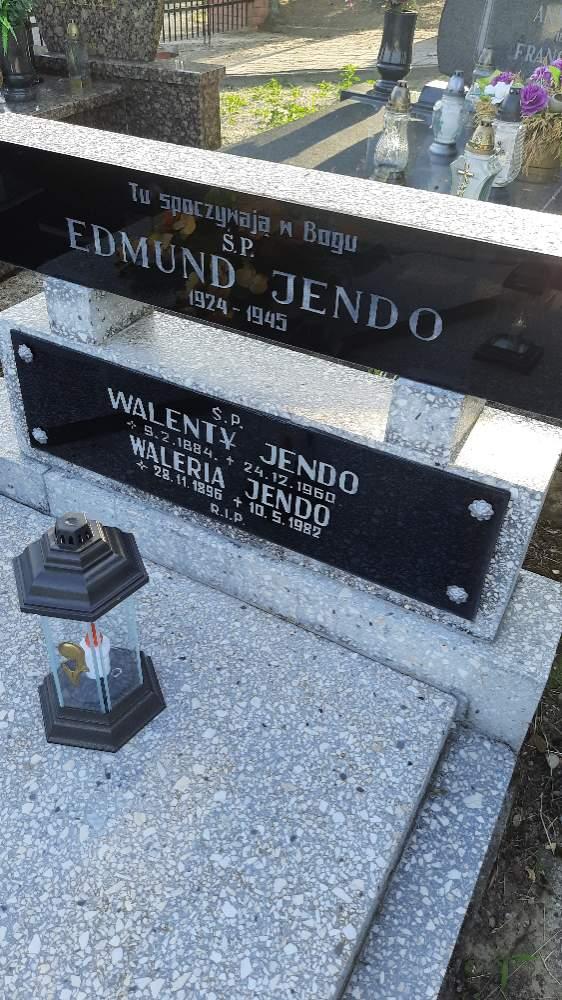 A
FRANC
Tu spoczywają w Bogu
Ś.P.
EDMUND JENDO
1924-1945
Ś.P.
WALENTY JENDO
* 9.2.1884. + 24.12.1960
WALERIA JENDO
* 28.11.1896 + 10.5.1982
R.I.P